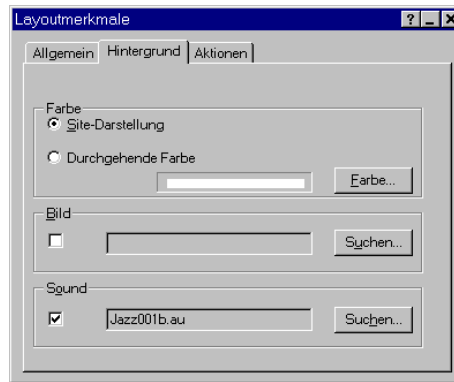 Layoutmerkmale
Allgemein Hintergrund Aktionen
Farbe
Site-Darstellung
Durchgehende Farbe
Farbe...
Bild
Suchen...
Sound
Jazz001b.au Suchen...